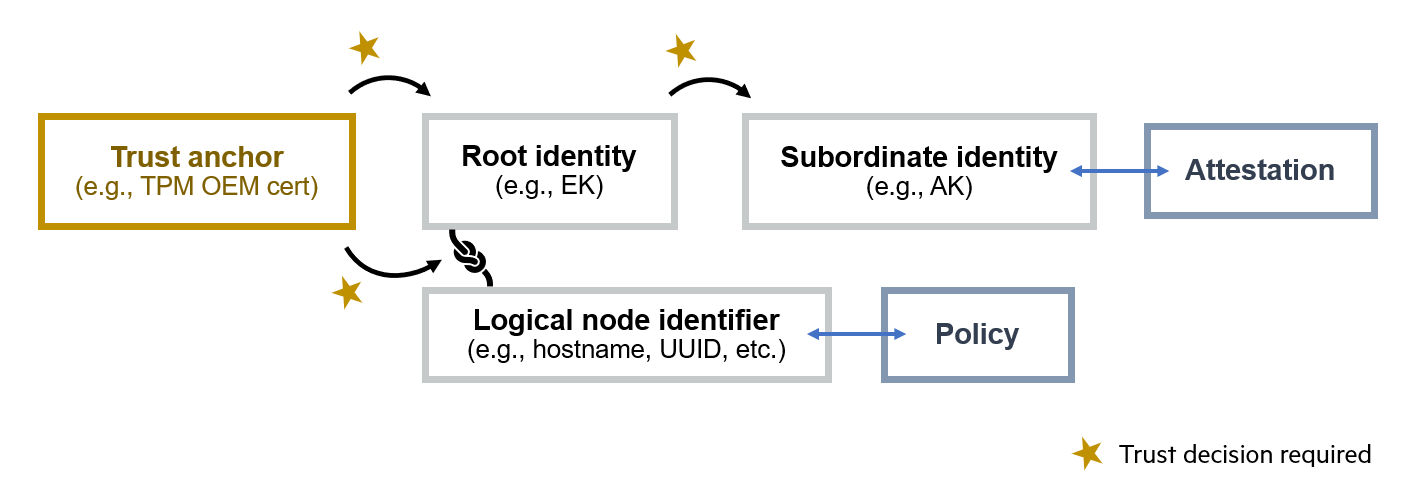 Trust anchor
(e.g., TPM OEM cert)
Root identity
(e.g., EK)
Subordinate identity
(e.g., AK)
Attestation
Logical node identifier
(e.g., hostname, UUID, etc.)
Policy
Trust decision required